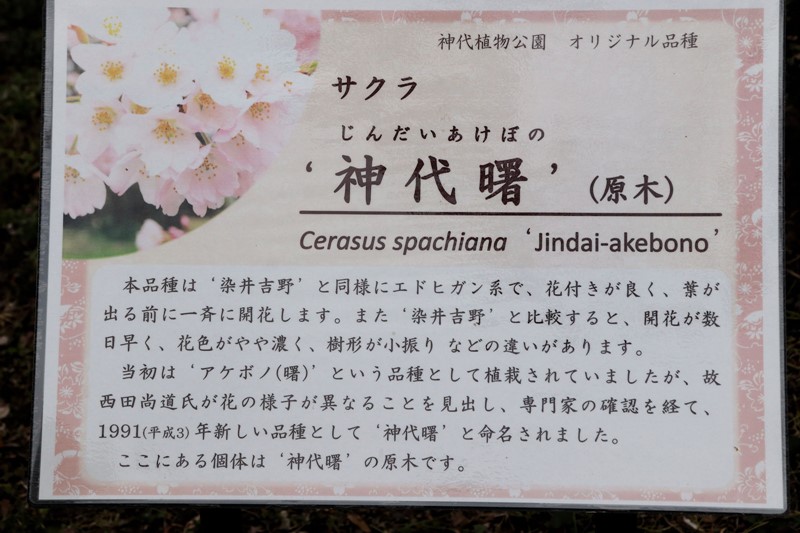 神代植物公園　オリジナル品種
サクラ
じんだいあけぼの
‘神代曙’（原木）
Cerasus spachiana ‘Jindai-akebono’
本品種は‘染井吉野’と同様にエドヒガン系で、花付きが良く、葉が
出る前に一斉に開花します。また‘染井吉野’と比較すると、開花が数
日早く、花色がやや濃く、樹形が小振り などの違いがあります。
当初は‘アケボノ(曙)’という品種として植栽されていましたが、故
西田尚道氏が花の様子が異なることを見出し、専門家の確認を経て、
1991(平成3)年新しい品種として‘神代曙’と命名されました。
ここにある個体は‘神代曙’の原木です。